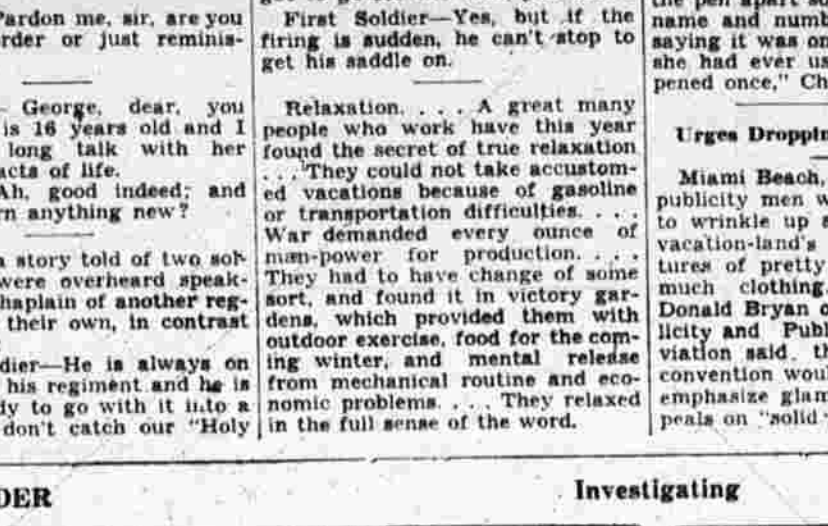 Pardon me, sir, are you
order or just reminis-
George, dear, you
is 16 years old and I
long talk with her
acts of life.
Ah, good indeed; and
rn anything new?
a story told of two sol-
were overheard speak-
haplain of another reg-
their own, in contrast
dier—He is always on
his regiment and he is
dy to go with it into a
don't catch our "Holy
DER
First Soldier—Yes, but if the
firing is sudden, he can't stop to
get his saddle on.
Relaxation. . . . A great many
people who work have this year
found the secret of true relaxation
. . . They could not take accustom-
ed vacations because of gasoline
or transportation difficulties. . . .
War demanded every ounce of
man-power for production. . . .
They had to have change of some
sort, and found it in victory gar-
dens, which provided them with
outdoor exercise, food for the com-
ing winter, and mental release
from mechanical routine and eco-
nomic problems. . . . They relaxed
in the full sense of the word.
name and numb
saying it was on
she had ever us
pened once," Ch
Urges Droppin
Miami Beach,
publicity men w
to wrinkle up a
vacation-land's
tures of pretty
much clothing.
Donald Bryan o
licity and Publ
viation said th
convention woul
emphasize glam
peals on "solid
Investigating